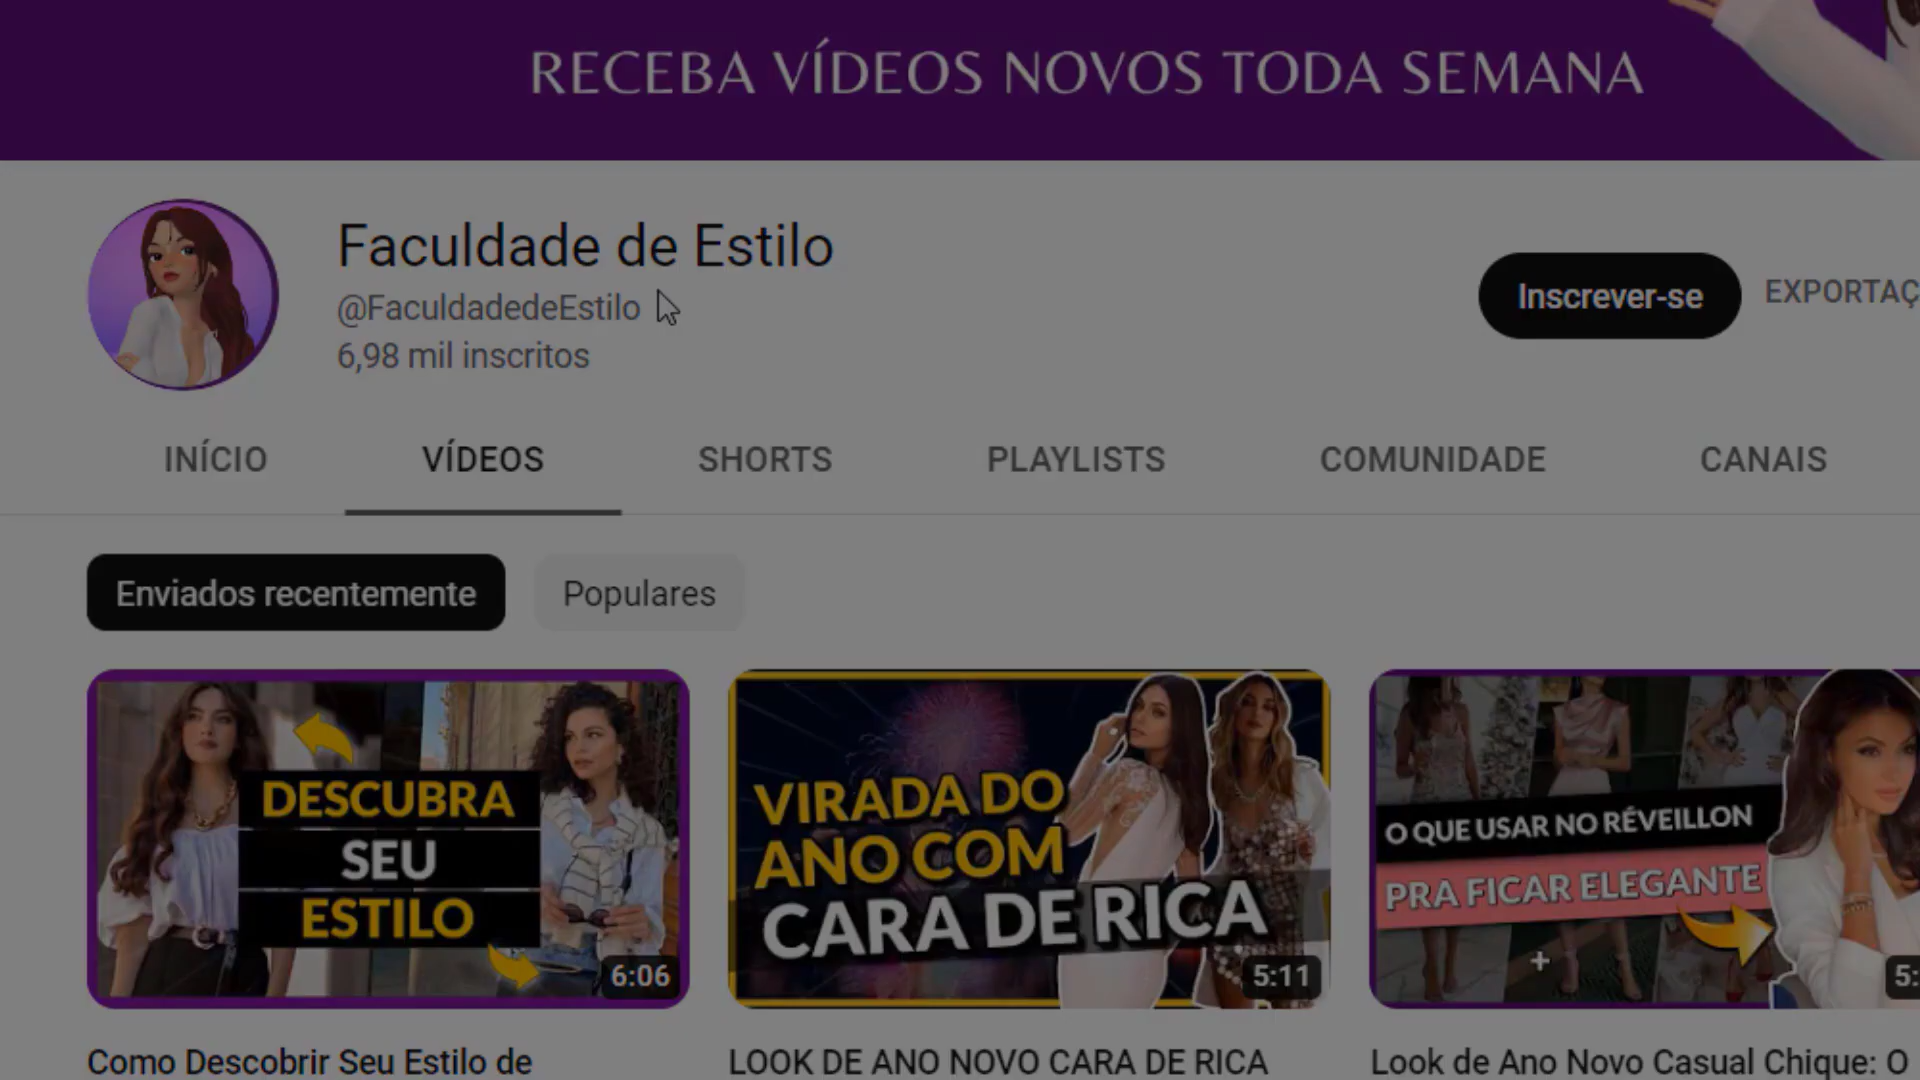 RECEBA VÍDEOS NOVOS TODA SEMANA
Faculdade de Estilo
@FaculdadedeEstilo
6,98 mil inscritos
Inscrever-se
EXPORTAÇ
INÍCIO
VÍDEOS
SHORTS
PLAYLISTS
COMUNIDADE
CANAIS
Enviados recentemente
Populares
DESCUBRA
SEU
ESTILO
6:06
VIRADA DO
ANO COM
CARA DE RICA
5:11
O QUE USAR NO RÉVEILLON
PRA FICAR ELEGANTE
5:
Como Descobrir Seu Estilo de
LOOK DE ANO NOVO CARA DE RICA
Look de Ano Novo Casual Chique: O